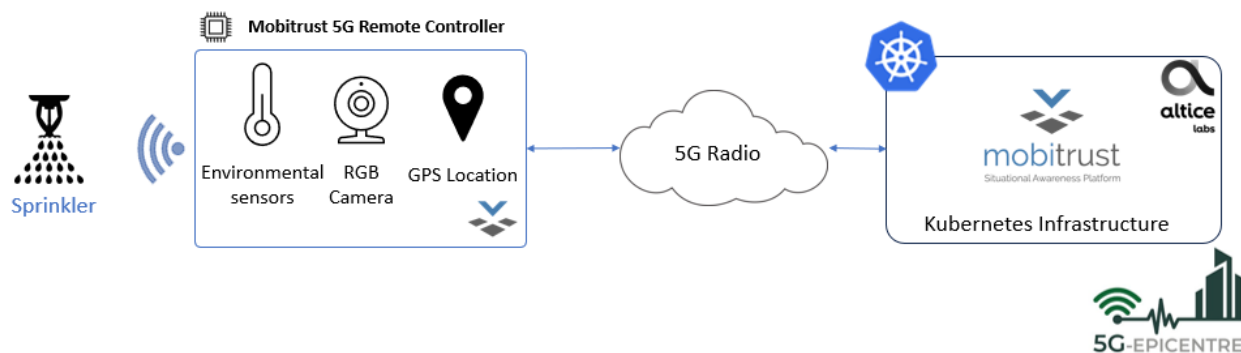 Mobitrust 5G Remote Controller
Sprinkler
Environmental
sensors
RGB
Camera
GPS Location
5G Radio
altice
labs
mobitrust
Situational Awareness Platform
Kubernetes Infrastructure
5G-EPICENTRE